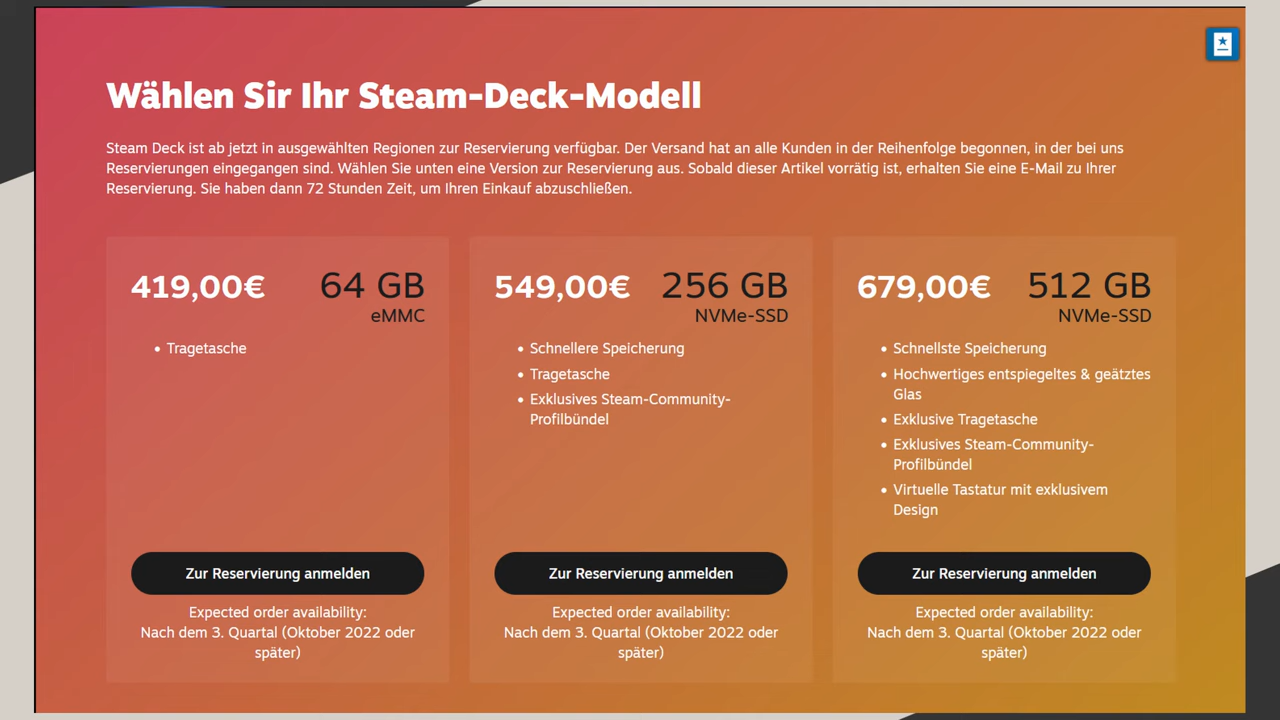 Wählen Sir Ihr Steam-Deck-Modell
Steam Deck ist ab jetzt in ausgewählten Regionen zur Reservierung verfügbar. Der Versand hat an alle Kunden in der Reihenfolge begonnen, in der bei uns
Reservierungen eingegangen sind. Wählen Sie unten eine Version zur Reservierung aus. Sobald dieser Artikel vorrätig ist, erhalten Sie eine E-Mail zu Ihrer
Reservierung. Sie haben dann 72 Stunden Zeit, um Ihren Einkauf abzuschließen.
419,00€
64 GB
eMMC
• Tragetasche
Zur Reservierung anmelden
Expected order availability:
Nach dem 3. Quartal (Oktober 2022 oder
später)
549,00€
256 GB
NVMe-SSD
• Schnellere Speicherung
• Tragetasche
• Exklusives Steam-Community-
Profilbündel
Zur Reservierung anmelden
Expected order availability:
Nach dem 3. Quartal (Oktober 2022 oder
später)
679,00€
512 GB
NVMe-SSD
• Schnellste Speicherung
• Hochwertiges entspiegeltes & geätztes
Glas
• Exklusive Tragetasche
• Exklusives Steam-Community-
Profilbündel
• Virtuelle Tastatur mit exklusivem
Design
Zur Reservierung anmelden
Expected order availability:
Nach dem 3. Quartal (Oktober 2022 oder
später)